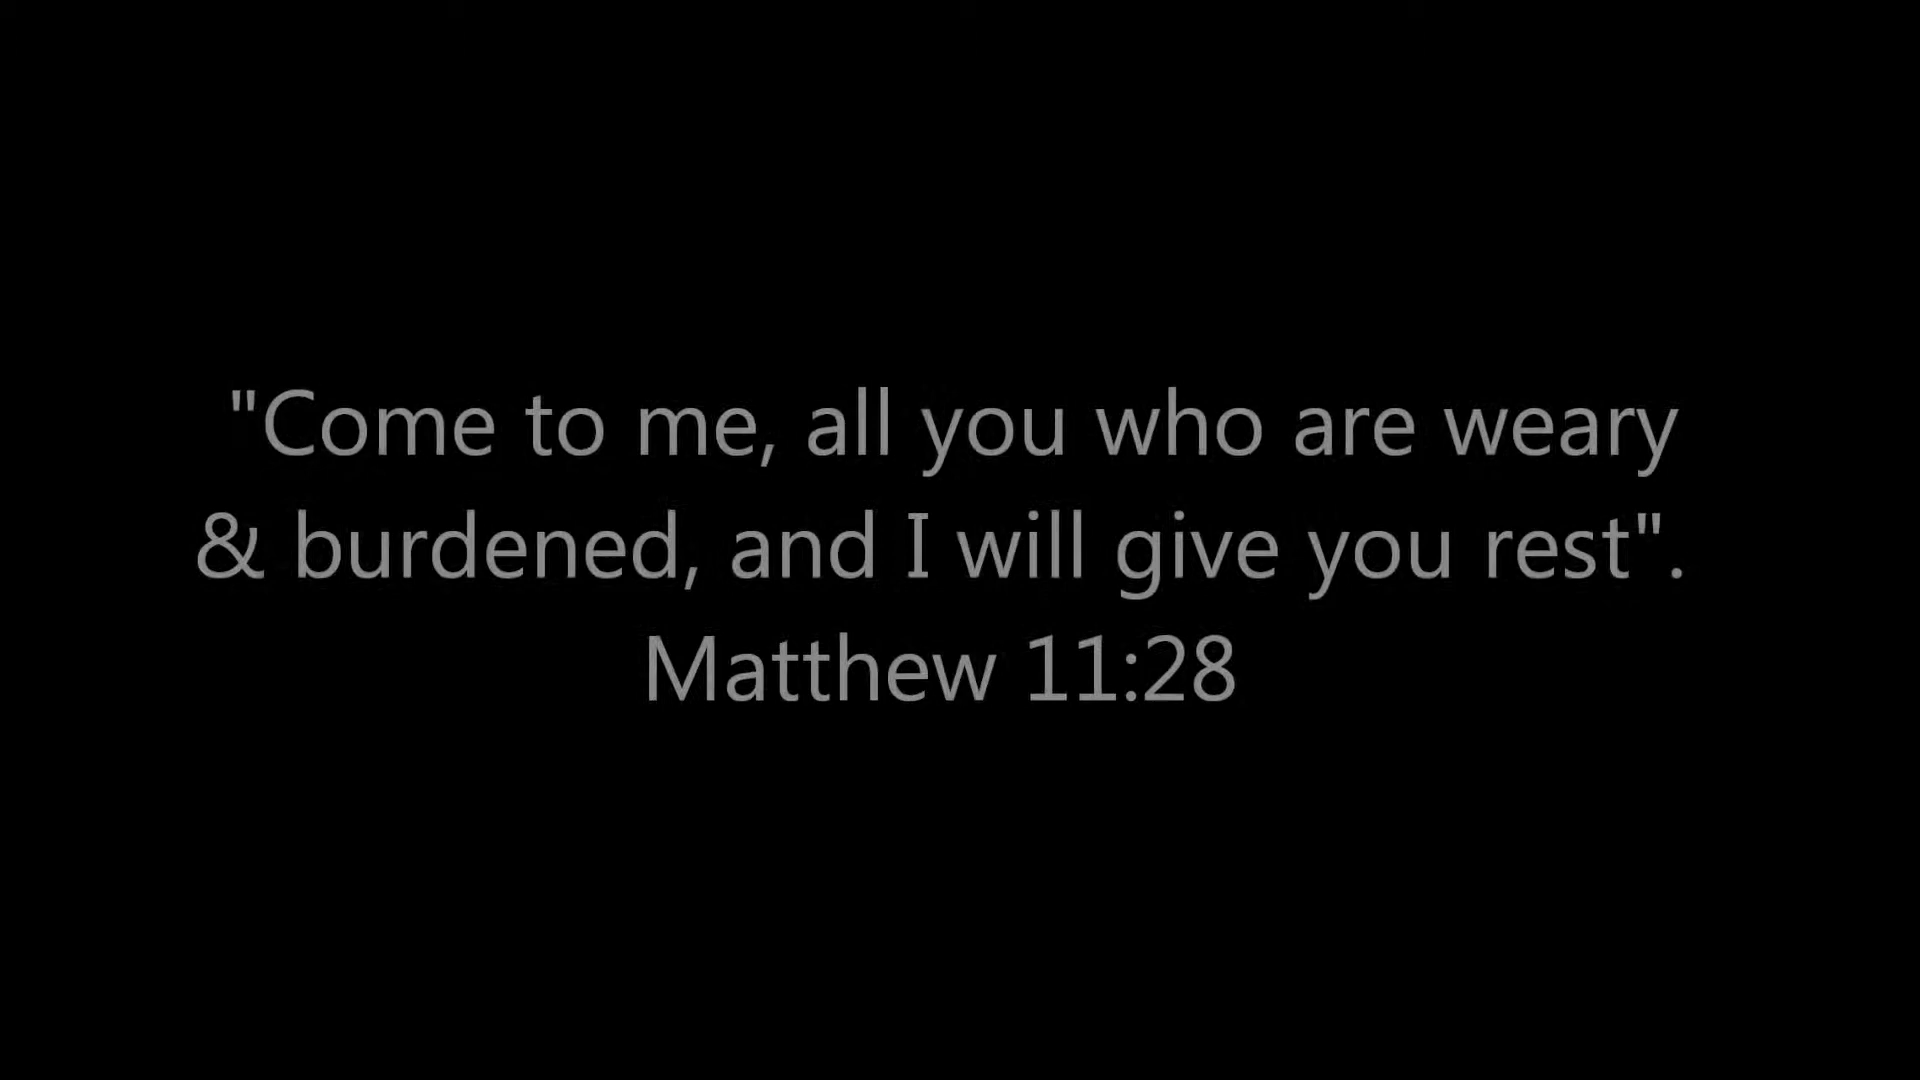 "Come to me, all you who are weary
& burdened, and I will give you rest".
Matthew 11:28